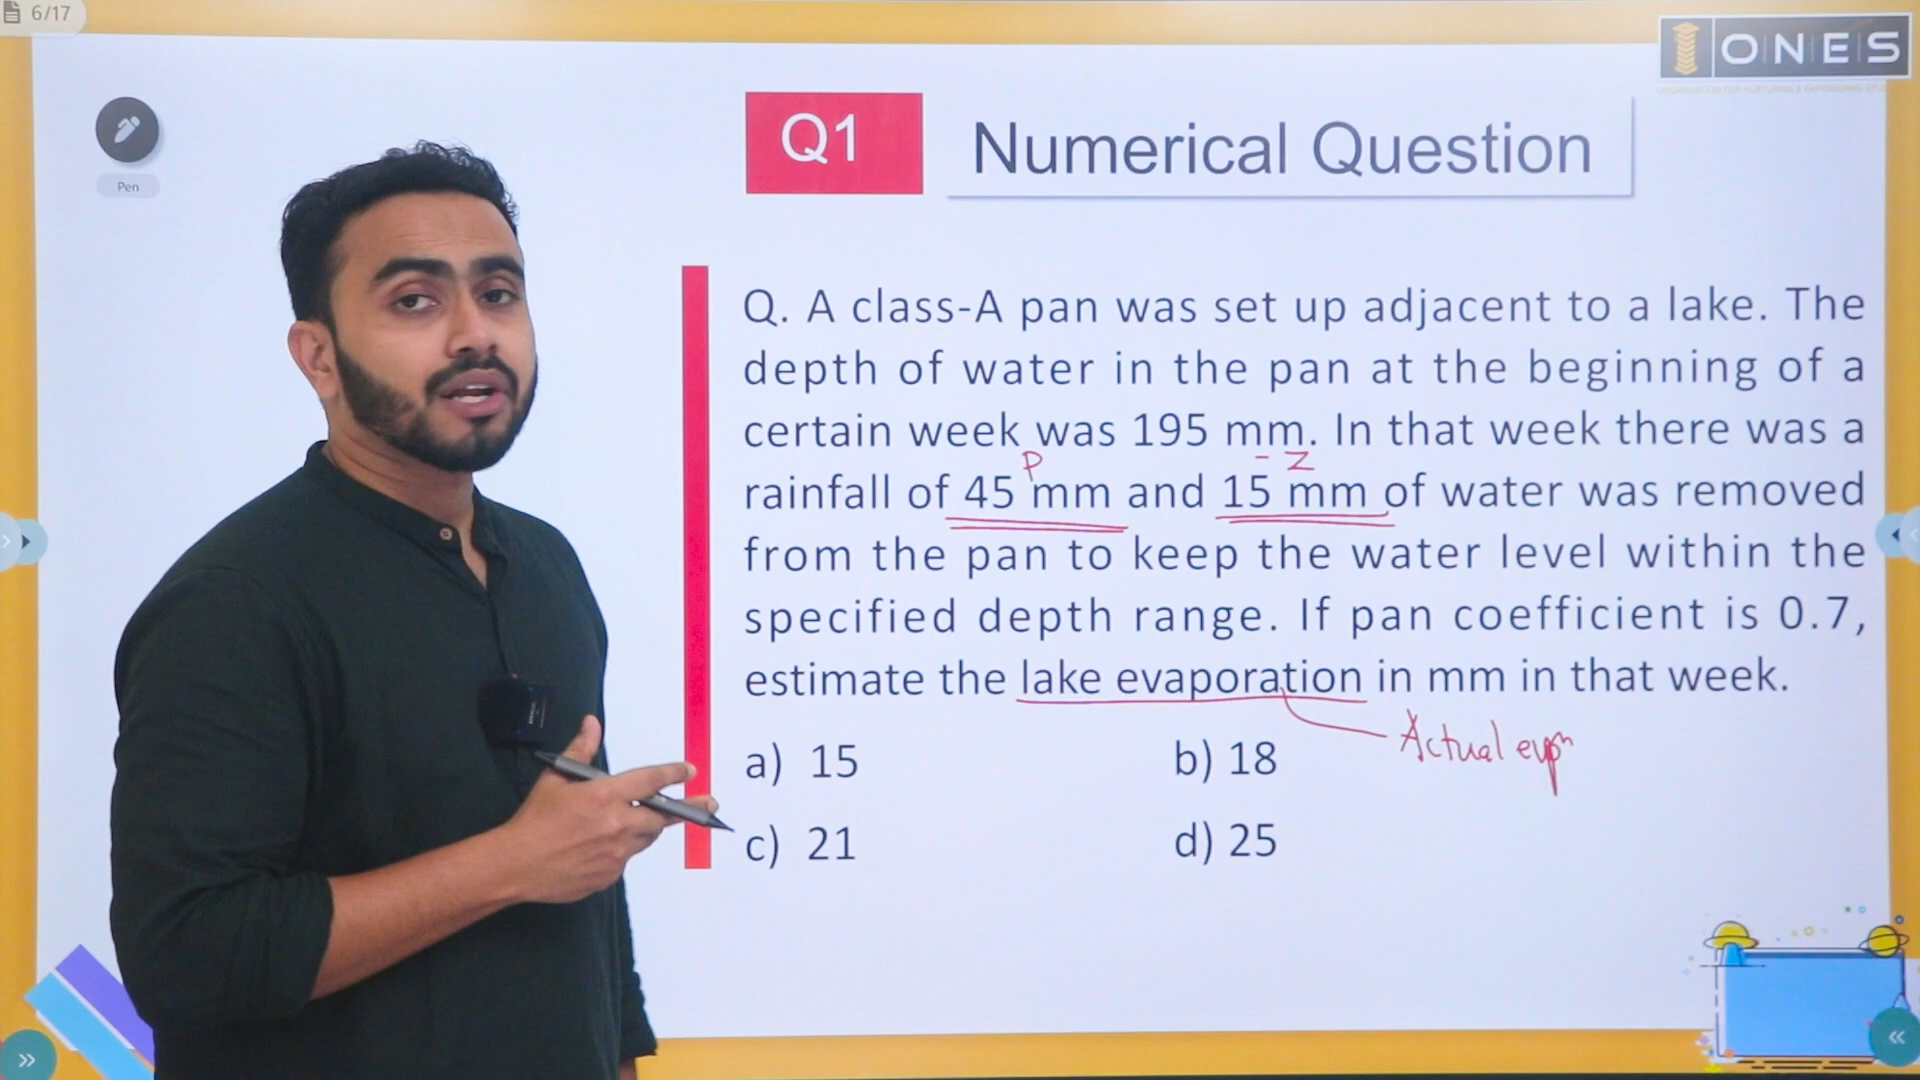 6/17
ONES
Pen
Q1
Numerical Question
Q. A class-A pan was set up adjacent to a lake. The
depth of water in the pan at the beginning of a
certain week was 195 mm. In that week there was a
P - Z
rainfall of 45 mm and 15 mm of water was removed
from the pan to keep the water level within the
specified depth range. If pan coefficient is 0.7,
estimate the lake evaporation in mm in that week.
Actual evpn
a) 15
b) 18
c) 21
d) 25